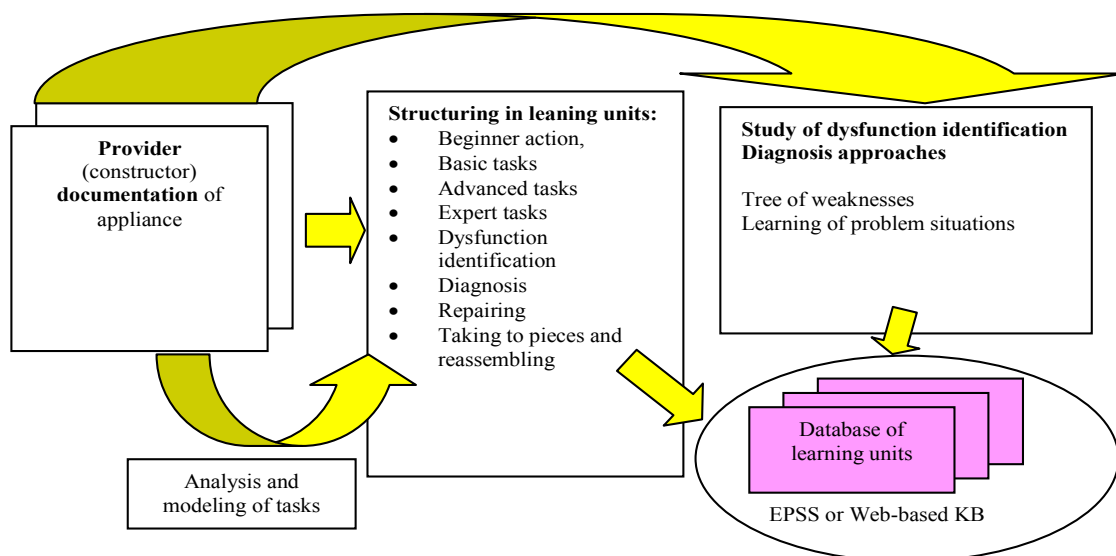 Provider
(constructor)
documentation of
appliance
Structuring in leaning units:
• Beginner action,
• Basic tasks
• Advanced tasks
• Expert tasks
• Dysfunction
identification
• Diagnosis
• Repairing
• Taking to pieces and
reassembling
Study of dysfunction identification
Diagnosis approaches
Tree of weaknesses
Learning of problem situations
Analysis and
modeling of tasks
Database of
learning units
EPSS or Web-based KB